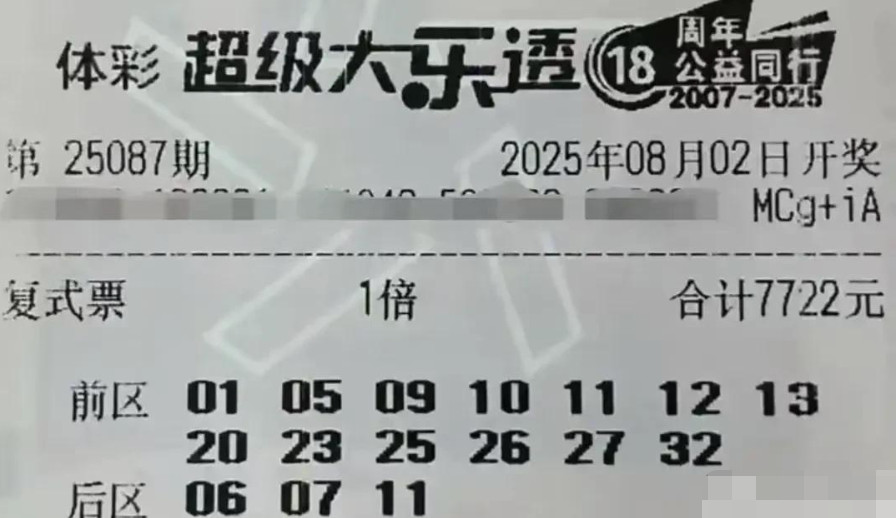 体彩 超级大乐透 18周年 公益同行 2007-2025
第 25087期 2025年08月02日开奖
MCg+iA
复式票 1倍 合计7722元
前区 01 05 09 10 11 12 13
20 23 25 26 27 32
后区 06 07 11